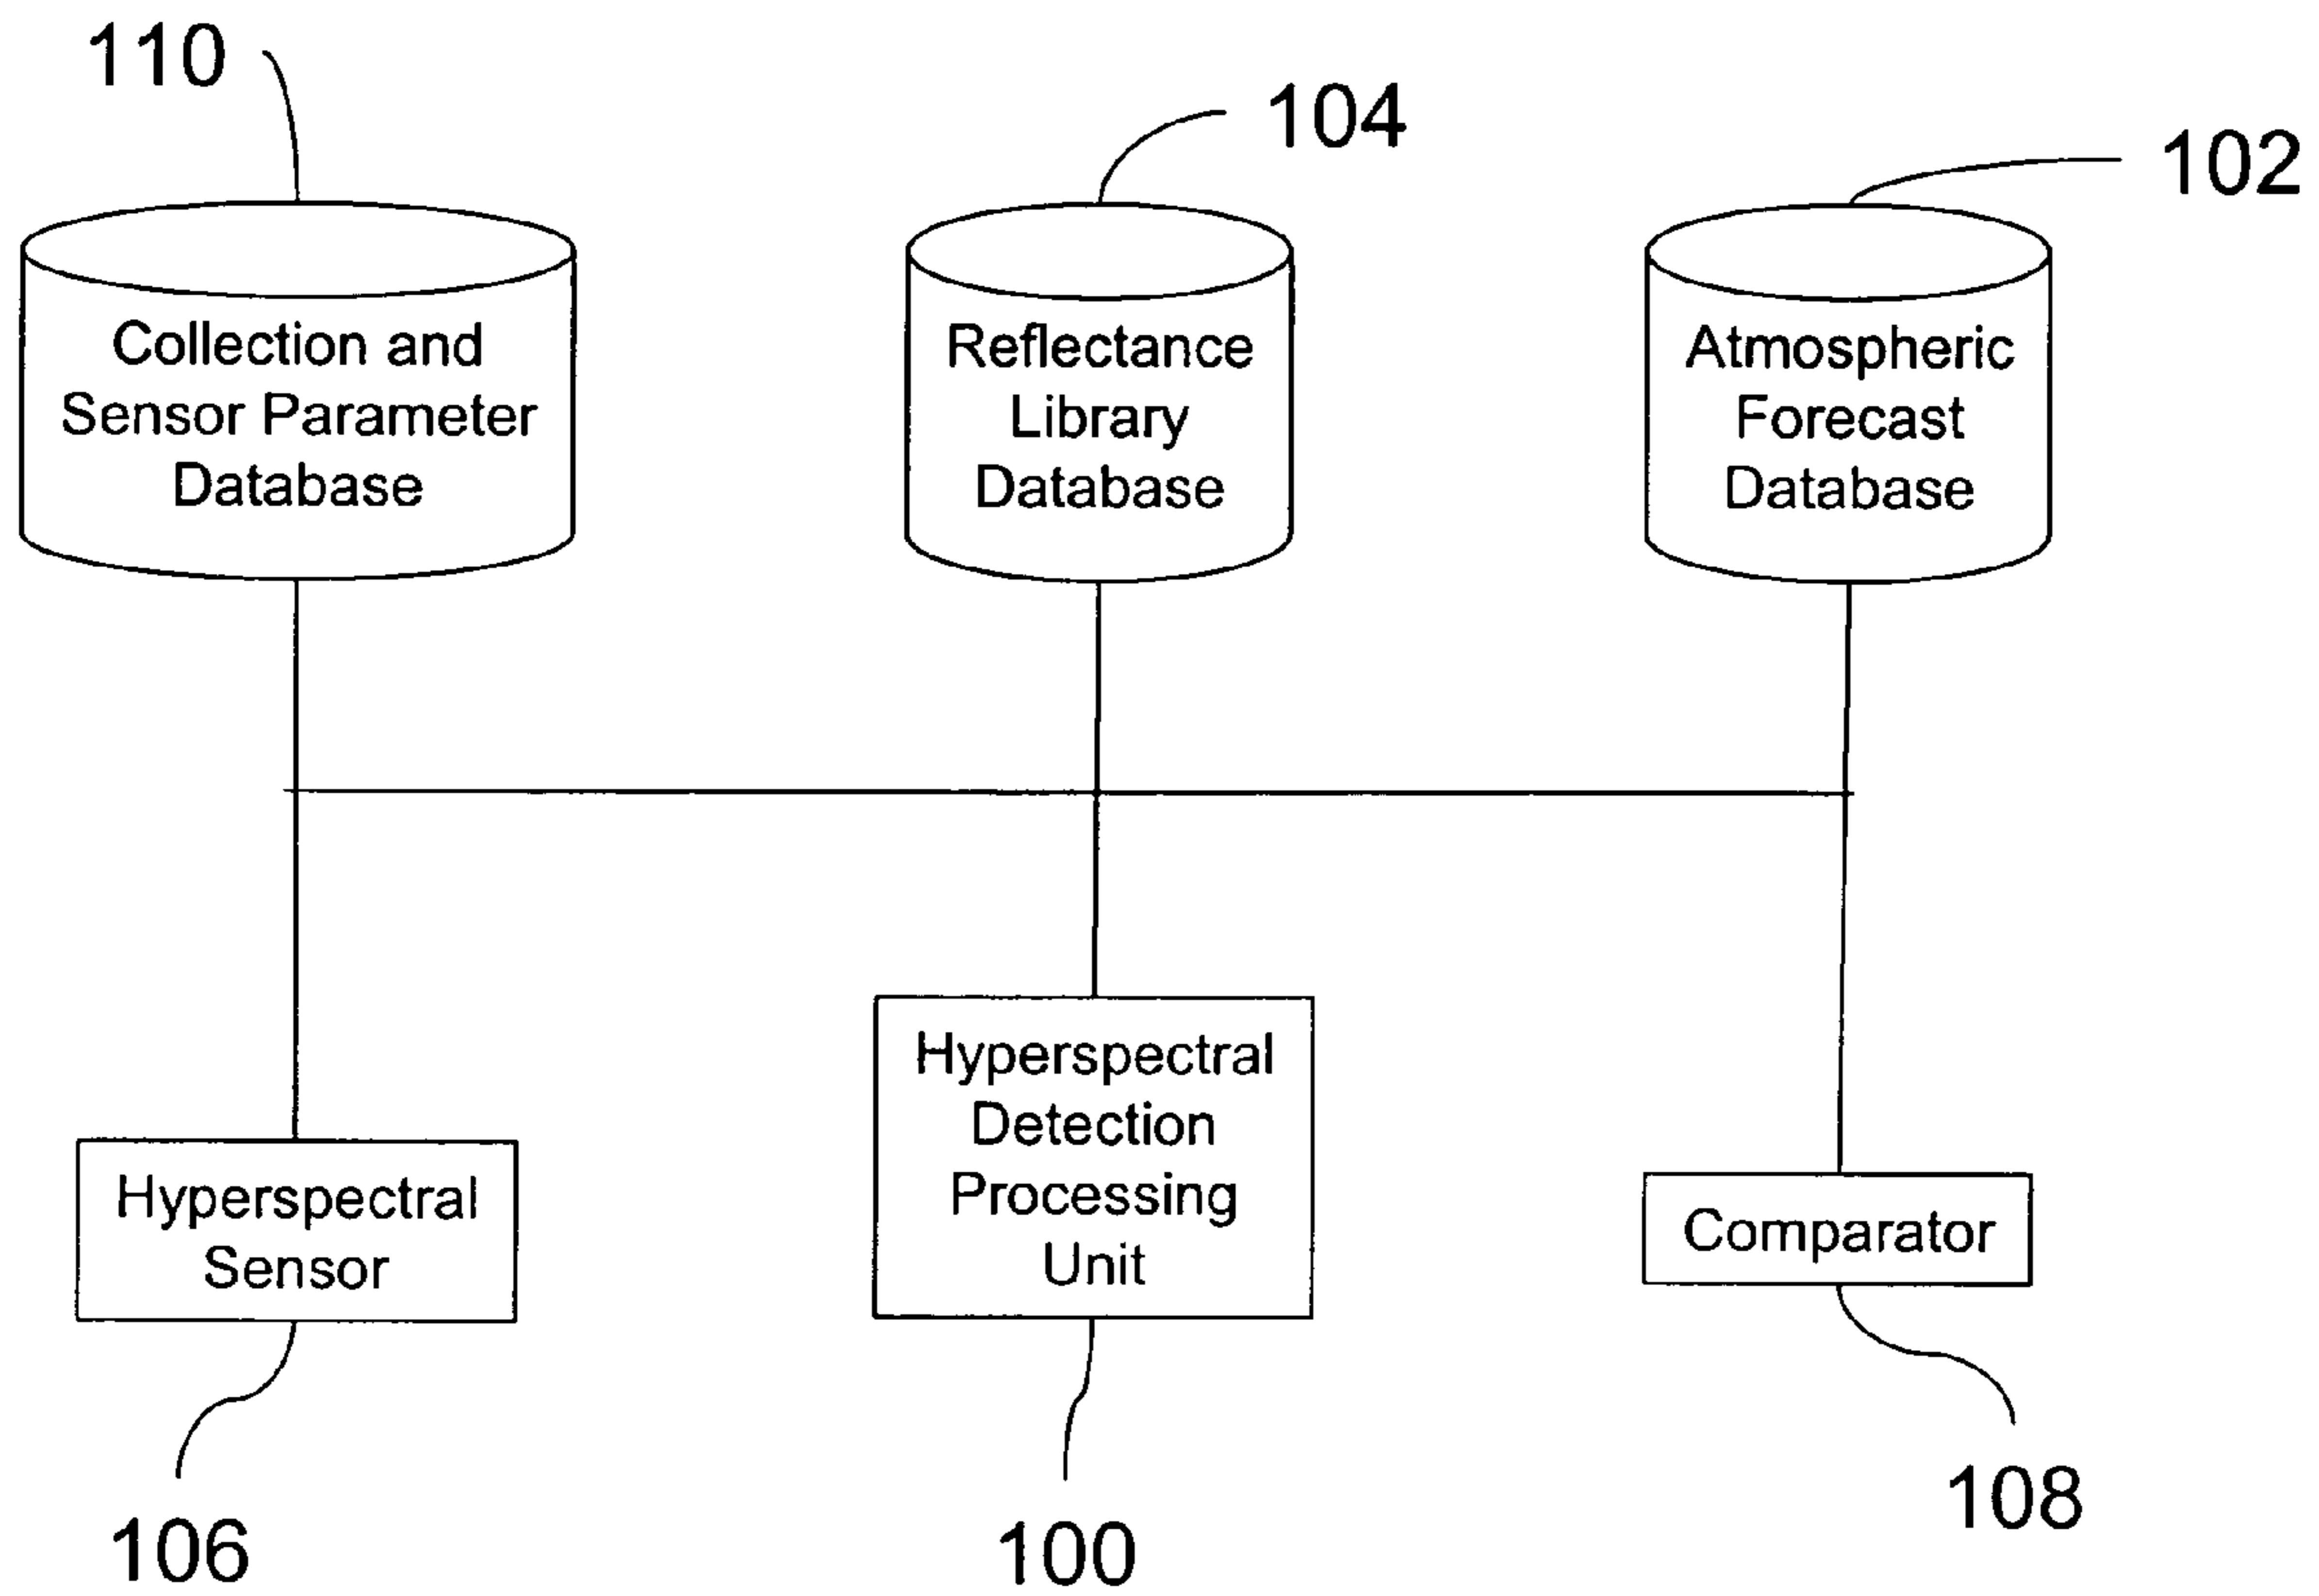 110
104
102
Collection and
Sensor Parameter
Database
Reflectance
Library
Database
Atmospheric
Forecast
Database
Hyperspectral
Sensor
Hyperspectral
Detection
Processing
Unit
Comparator
106
100
108